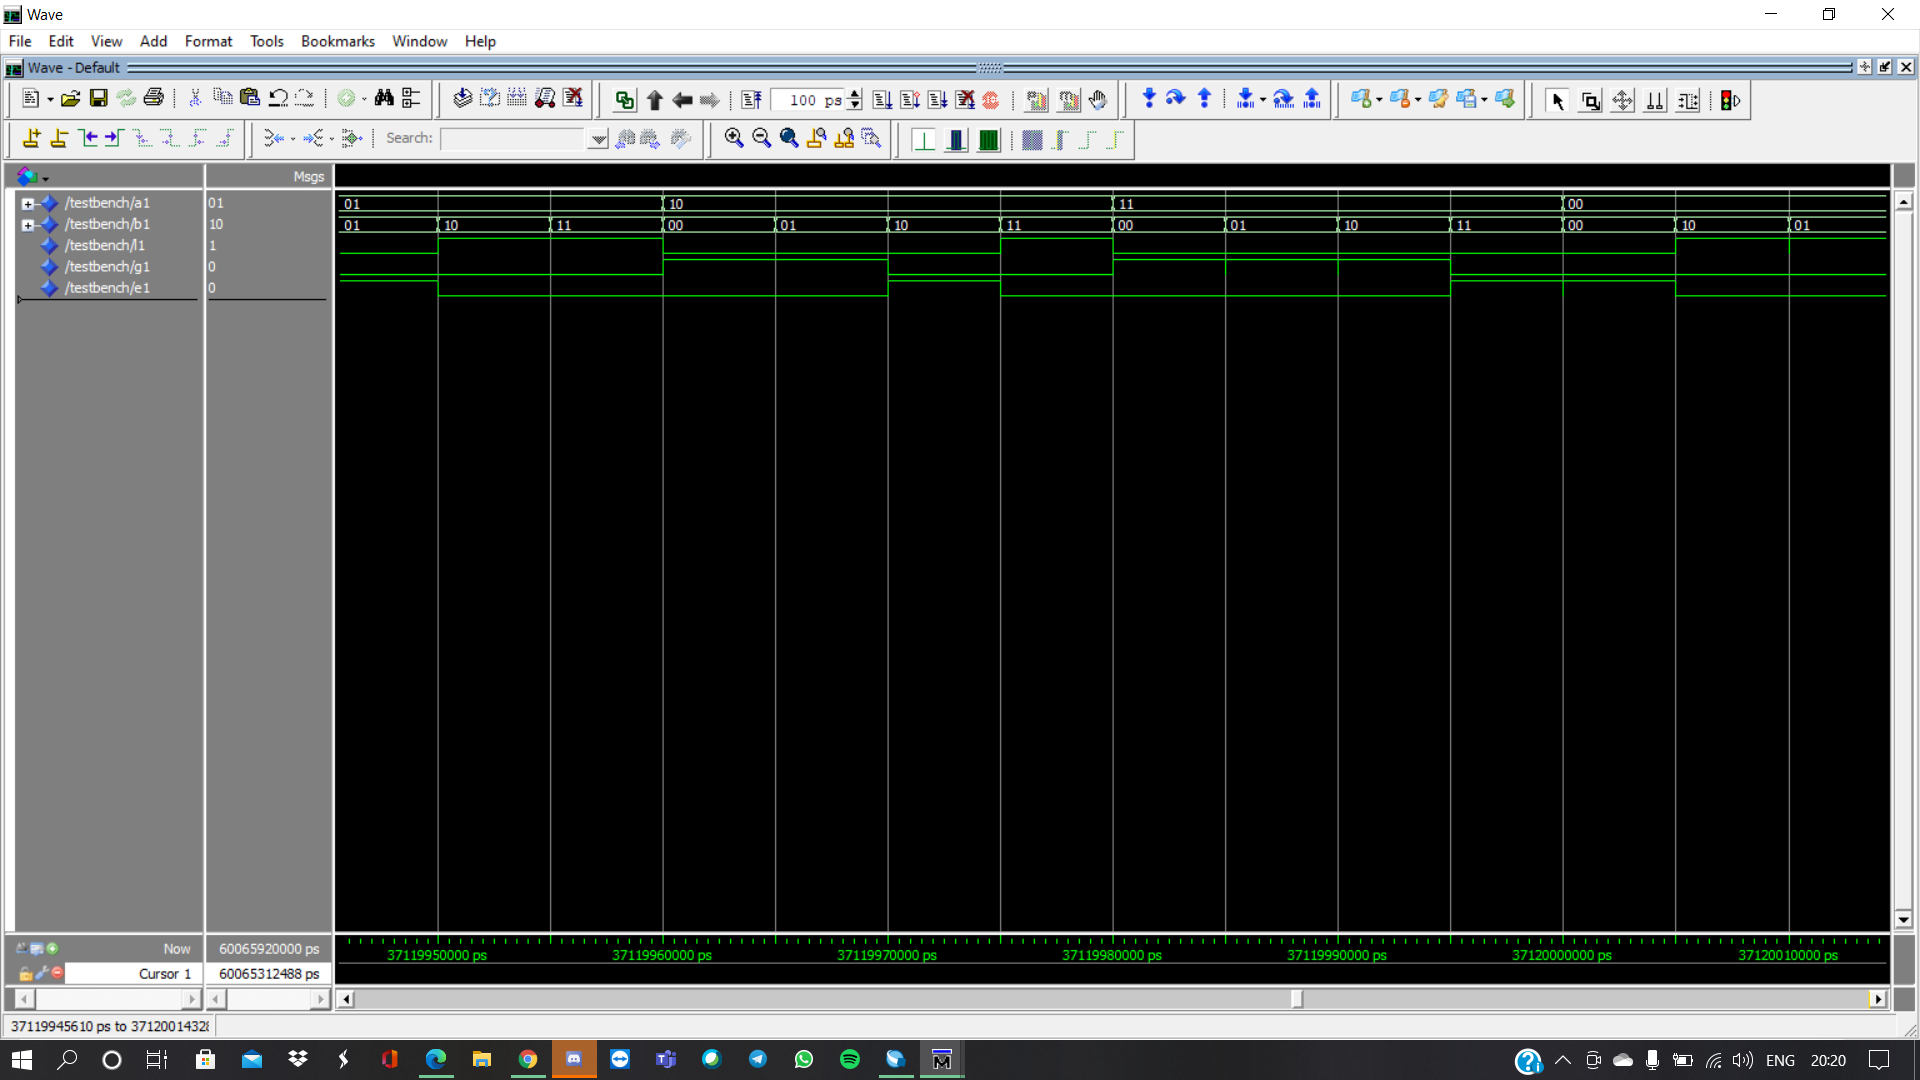 Wave
File Edit View Add Format Tools Bookmarks Window Help
Wave - Default
100 ps
Search:
Msgs
/testbench/a1 01 01 10 11 00
/testbench/b1 10 01 10 11 00 01 10 11 00 01 10 11 00 10 01
/testbench/l1 1
/testbench/g1 0
/testbench/e1 0
Now 60065920000 ps
37119950000 ps 37119960000 ps 37119970000 ps 37119980000 ps 37119990000 ps 37120000000 ps 37120010000 ps
Cursor 1 60065312488 ps
37119945610 ps to 3712001432
ENG 20:20